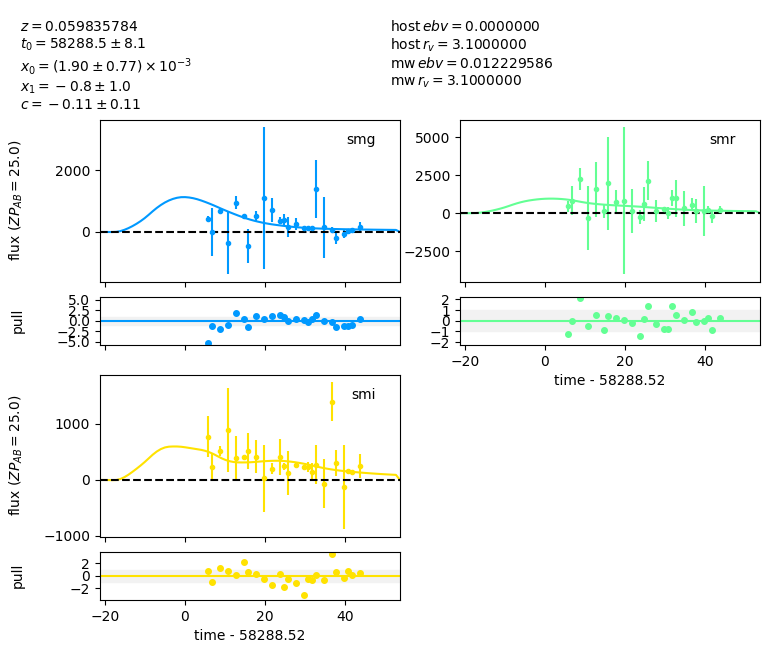 z = 0.059835784
t₀ = 58288.5 ± 8.1
x₀ = (1.90 ± 0.77) × 10⁻³
x₁ = −0.8 ± 1.0
c = −0.11 ± 0.11
host ebv = 0.0000000
host r_v = 3.1000000
mw ebv = 0.012229586
mw r_v = 3.1000000
smg
flux (ZP_AB = 25.0)
2000
0
smr
5000
2500
0
−2500
pull
5.0
2.5
0.0
−2.5
−5.0
2
1
0
−1
−2
−20
0
20
40
time - 58288.52
smi
flux (ZP_AB = 25.0)
1000
0
−1000
pull
2
0
−2
−20
0
20
40
time - 58288.52